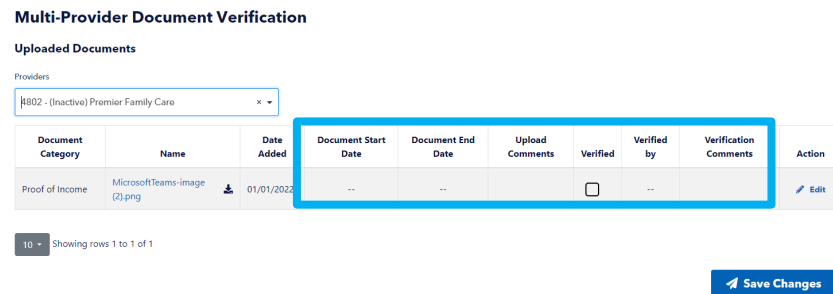 Multi-Provider Document Verification
Uploaded Documents
Providers
4802 - (Inactive) Premier Family Care × 
Document Category Name Date Added Document Start Date Document End Date Upload Comments Verified Verified by Verification Comments Action
Proof of Income MicrosoftTeams-image (2).png 01/01/2022 -- -- -- Edit
10 Showing rows 1 to 1 of 1
Save Changes